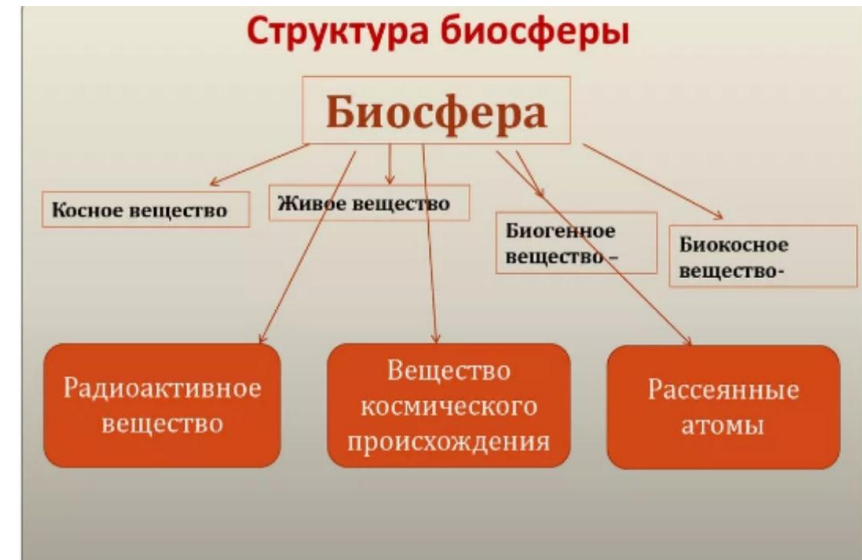 Структура биосферы
Биосфера
Косное вещество
Живое вещество
Биогенное
вещество –
Биокосное
вещество-
Радиоактивное
вещество
Вещество
космического
происхождения
Рассеянные
атомы